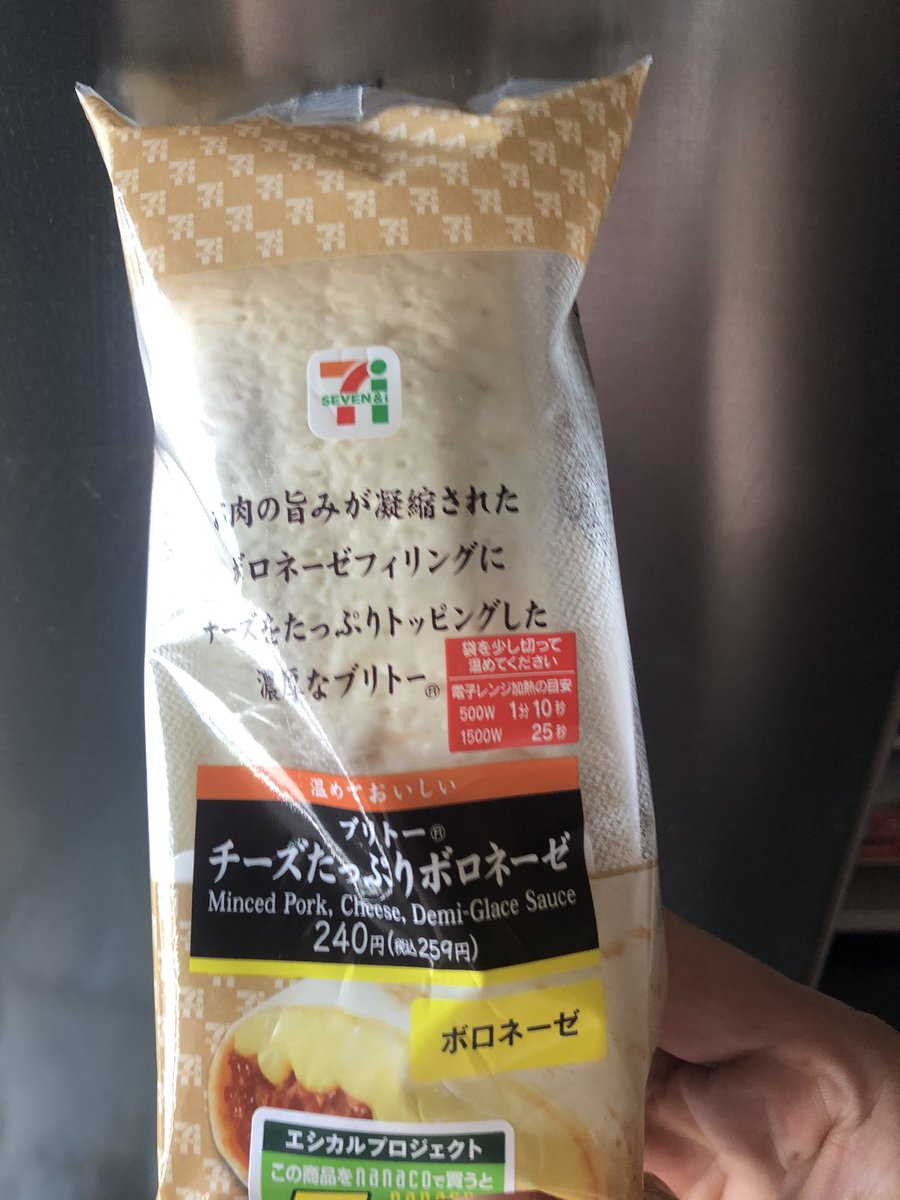 SEVEN&i
肉の旨みが凝縮された
ボロネーゼフィリングに
チーズをたっぷりトッピングした
濃厚なブリトー®
袋を少し切って
温めてください
電子レンジ加熱の目安
500W 1分10秒
1500W 25秒
温めておいしい
ブリトー®
チーズたっぷりボロネーゼ
Minced Pork, Cheese, Demi-Glace Sauce
240円(税込259円)
ボロネーゼ
エシカルプロジェクト
この商品をnanacoで買うと
nanaco